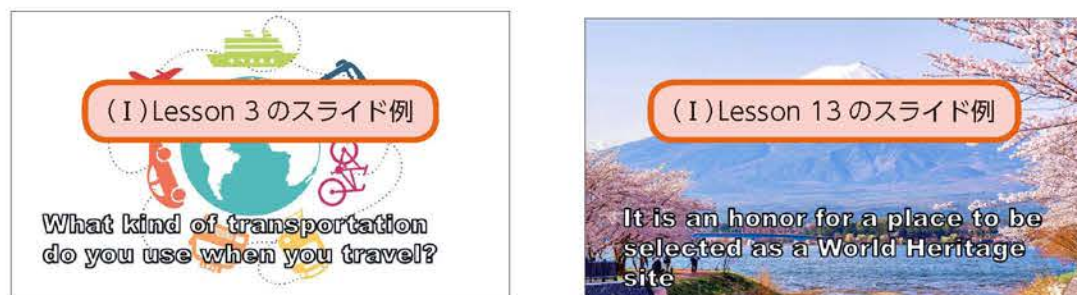 (Ⅰ)Lesson 3 のスライド例
What kind of transportation
do you use when you travel?
(Ⅰ)Lesson 13 のスライド例
It is an honor for a place to be
selected as a World Heritage
site